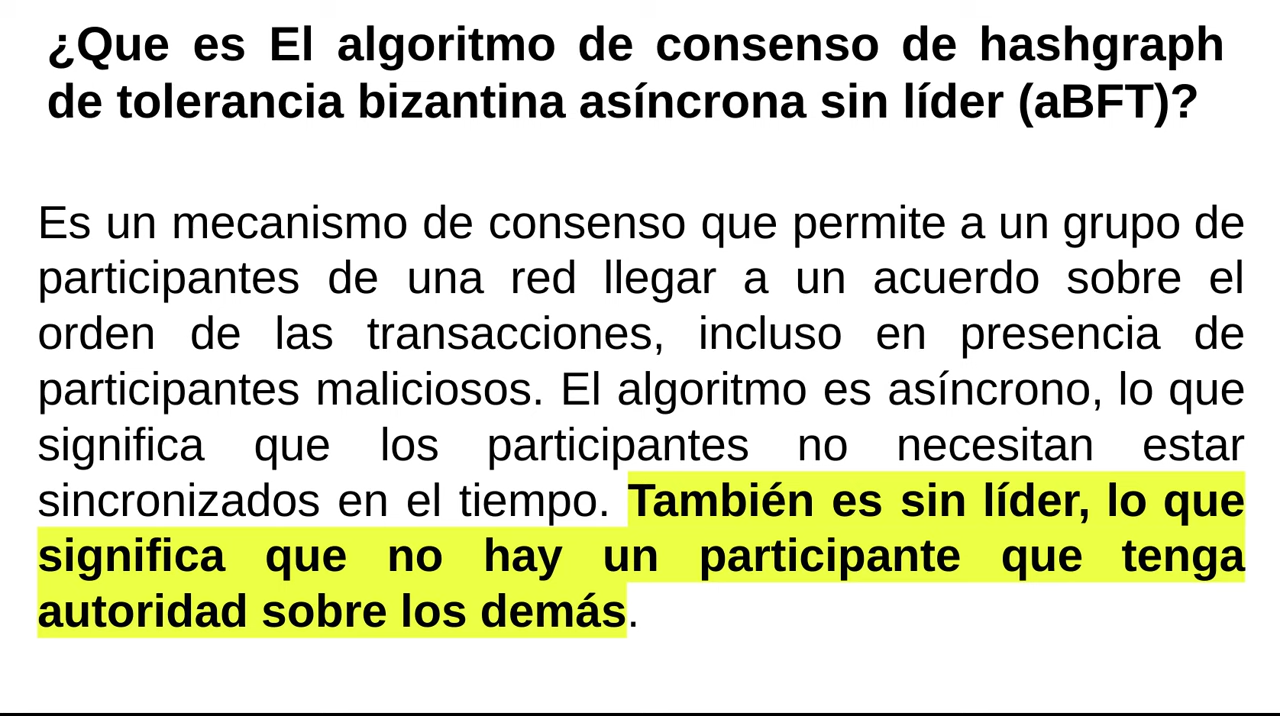 ¿Que es El algoritmo de consenso de hashgraph
de tolerancia bizantina asíncrona sin líder (aBFT)?
Es un mecanismo de consenso que permite a un grupo de
participantes de una red llegar a un acuerdo sobre el
orden de las transacciones, incluso en presencia de
participantes maliciosos. El algoritmo es asíncrono, lo que
significa que los participantes no necesitan estar
sincronizados en el tiempo. También es sin líder, lo que
significa que no hay un participante que tenga
autoridad sobre los demás.